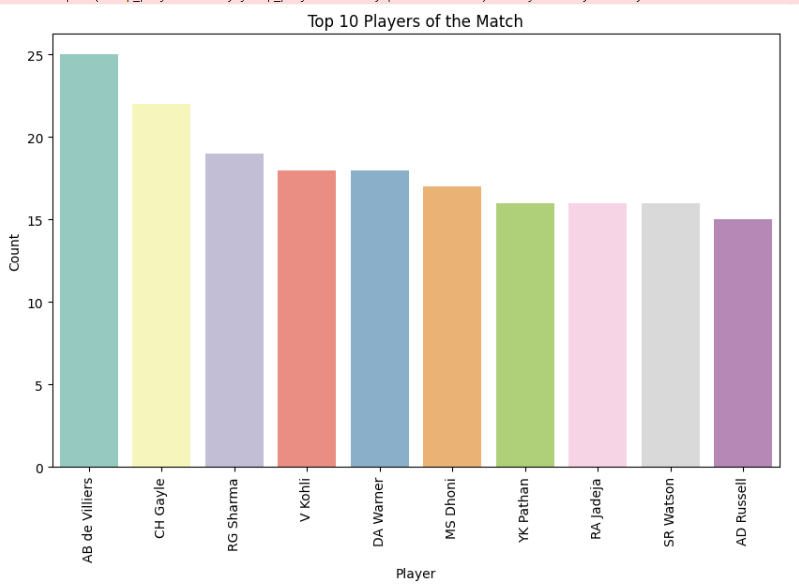 Top 10 Players of the Match
25
20
15
10
5
0
Count
AB de Villiers
CH Gayle
RG Sharma
V Kohli
DA Warner
MS Dhoni
YK Pathan
RA Jadeja
SR Watson
AD Russell
Player